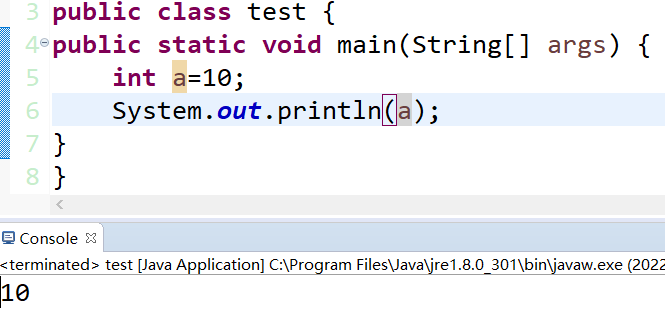 3 public class test {
4 public static void main(String[] args) {
5 int a=10;
6 System.out.println(a);
7 }
8 }
Console
<terminated> test [Java Application] C:\Program Files\Java\jre1.8.0_301\bin\javaw.exe (2022
10